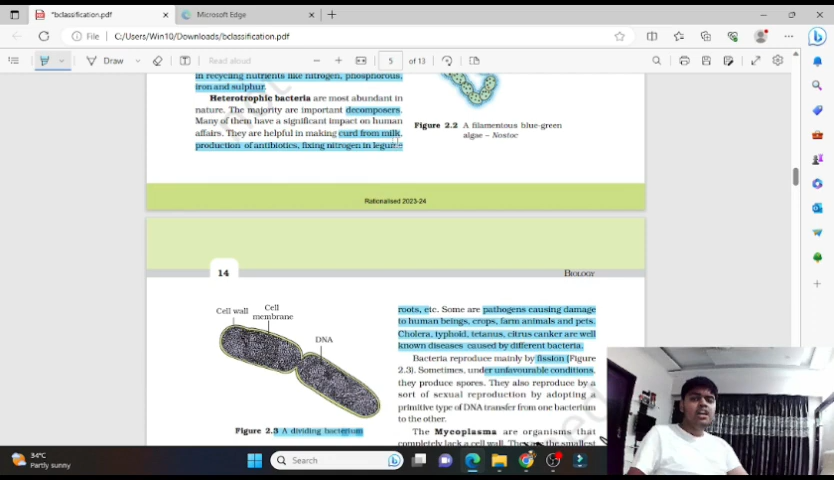 *bclassification.pdf
Microsoft Edge
File
C:/Users/Win10/Downloads/bclassification.pdf
Draw
Read aloud
5
of 13
in recycling nutrients like nitrogen, phosphorous,
iron and sulphur.
Heterotrophic bacteria are most abundant in
nature. The majority are important decomposers.
Many of them have a significant impact on human
affairs. They are helpful in making curd from milk,
production of antibiotics, fixing nitrogen in legume
Figure 2.2 A filamentous blue-green
algae – Nostoc
Rationalised 2023-24
14
BIOLOGY
Cell wall
Cell
membrane
DNA
Figure 2.3 A dividing bacterium
roots, etc. Some are pathogens causing damage
to human beings, crops, farm animals and pets.
Cholera, typhoid, tetanus, citrus canker are well
known diseases caused by different bacteria.
Bacteria reproduce mainly by fission (Figure
2.3). Sometimes, under unfavourable conditions,
they produce spores. They also reproduce by a
sort of sexual reproduction by adopting a
primitive type of DNA transfer from one bacterium
to the other.
The Mycoplasma are organisms that
completely lack a cell wall. They are the smallest
34°C
Partly sunny
Search